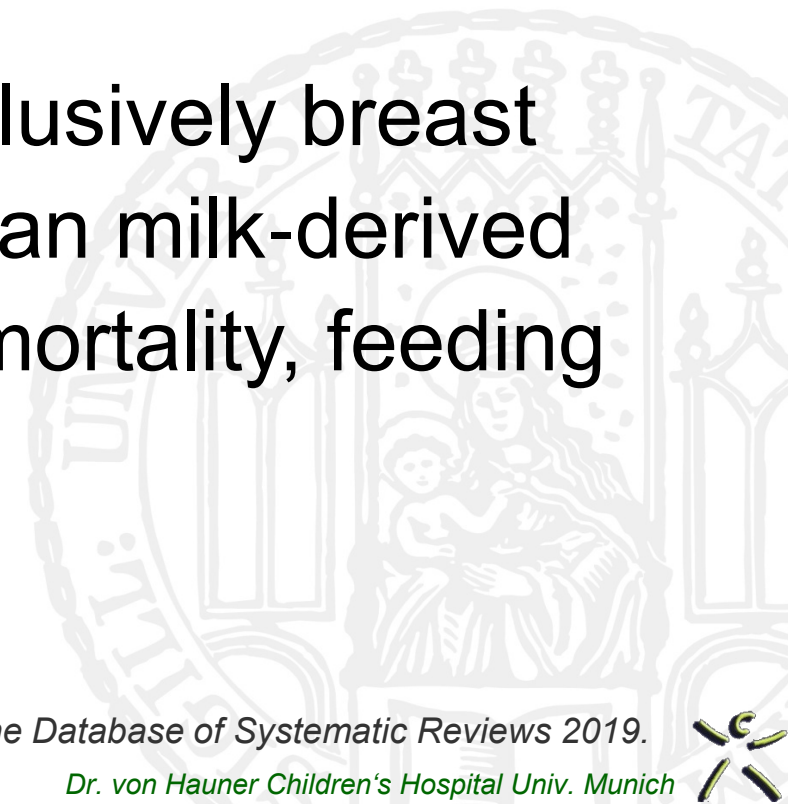 lusively breast
an milk-derived
mortality, feeding
ne Database of Systematic Reviews 2019.
Dr. von Hauner Children‘s Hospital Univ. Munich